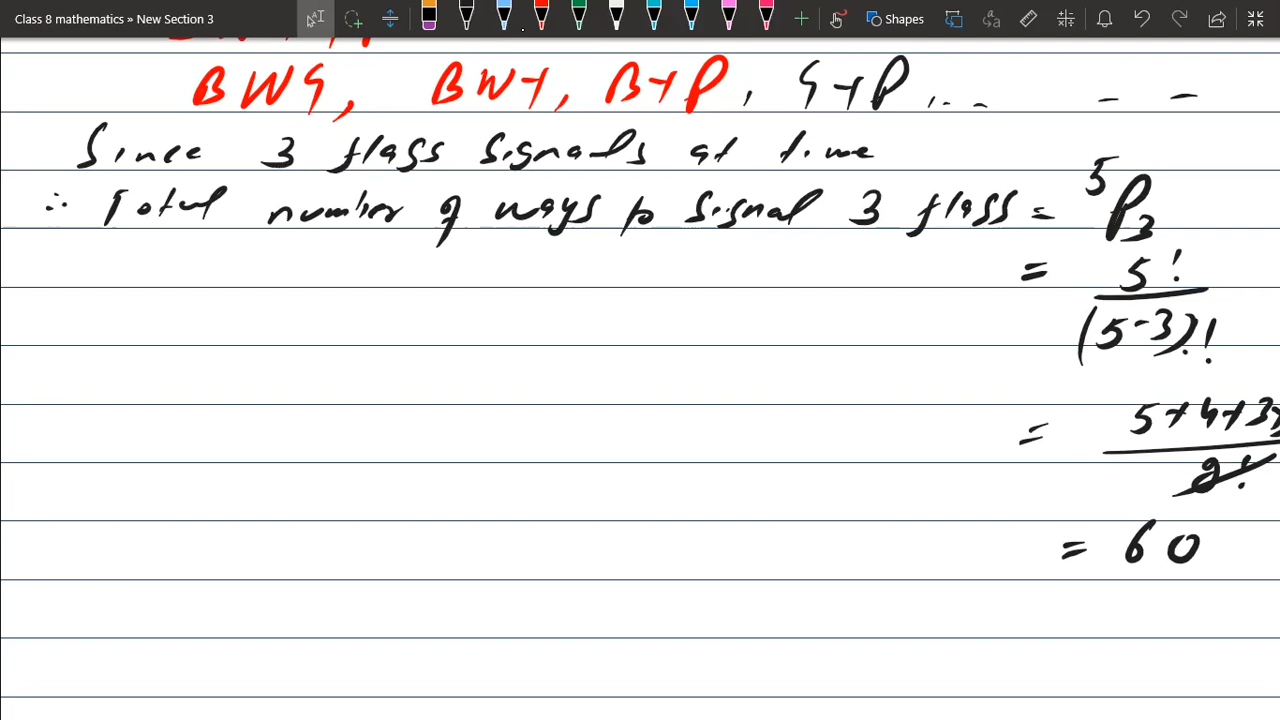 Class 8 mathematics » New Section 3
Shapes
BWG, BWY, BYP, GYP, .. - -
Since 3 flags signals at time
∴ Total number of ways to signal 3 flags = ⁵P₃
= 5!
(5-3)!
= 5×4×3×
2!
= 60